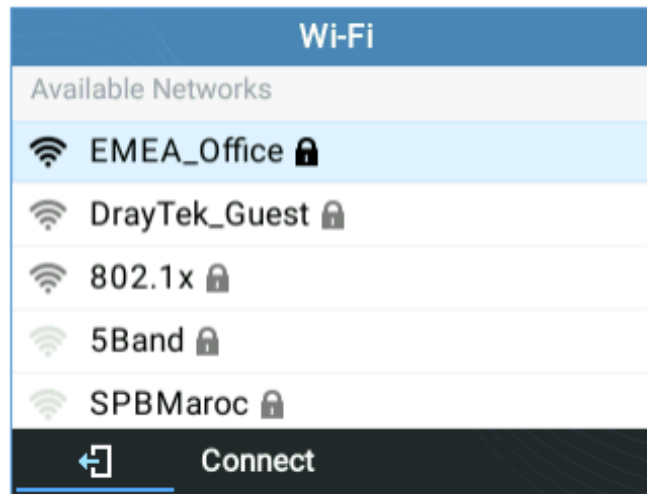 Wi-Fi
Available Networks
EMEA_Office
DrayTek_Guest
802.1x
5Band
SPBMaroc
Connect